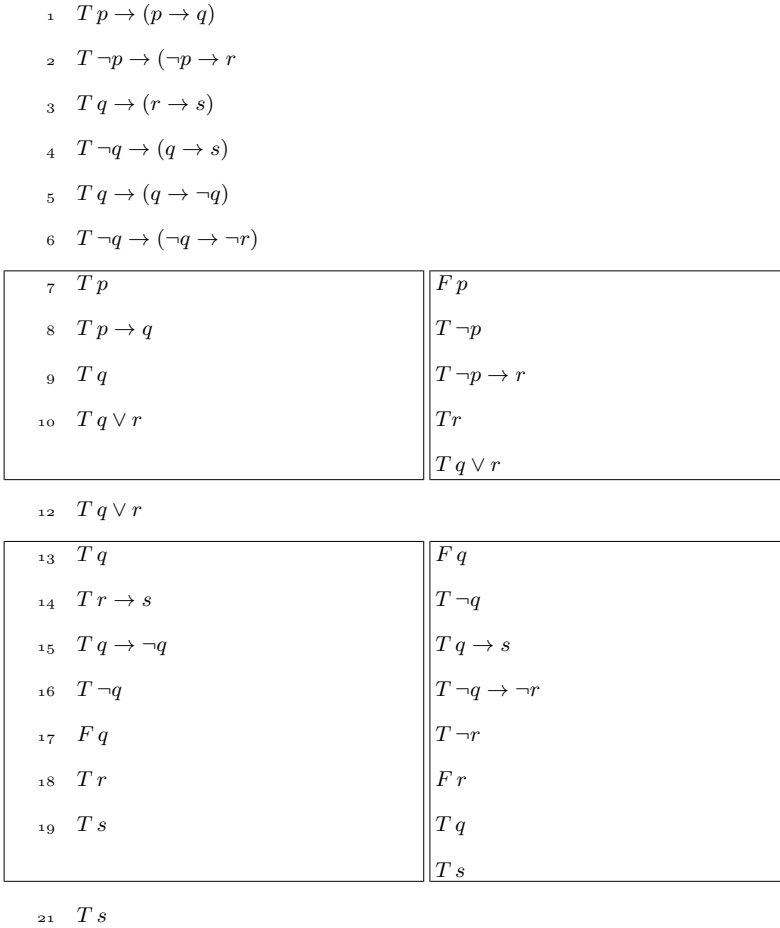 1 T p → (p → q)
2 T ¬p → (¬p → r
3 T q → (r → s)
4 T ¬q → (q → s)
5 T q → (q → ¬q)
6 T ¬q → (¬q → ¬r)
7 T p F p
8 T p → q T ¬p
9 T q T ¬p → r
10 T q ∨ r T r
T q ∨ r
12 T q ∨ r
13 T q F q
14 T r → s T ¬q
15 T q → ¬q T q → s
16 T ¬q T ¬q → ¬r
17 F q T ¬r
18 T r F r
19 T s T q
T s
21 T s